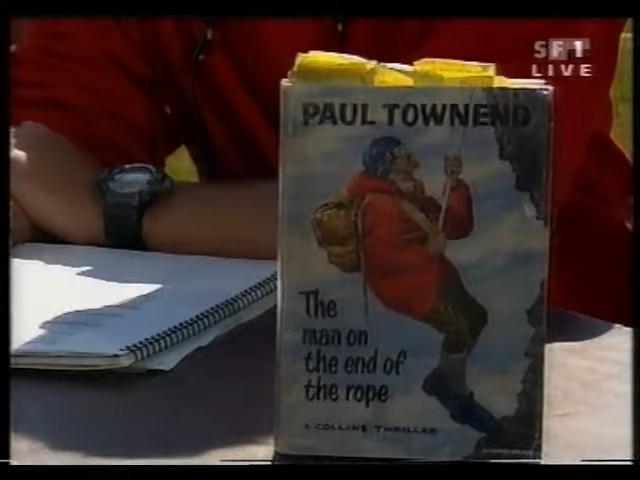 SF1
LIVE
PAUL TOWNEND
The
man on
the end of
the rope
A COLLINS THRILLER